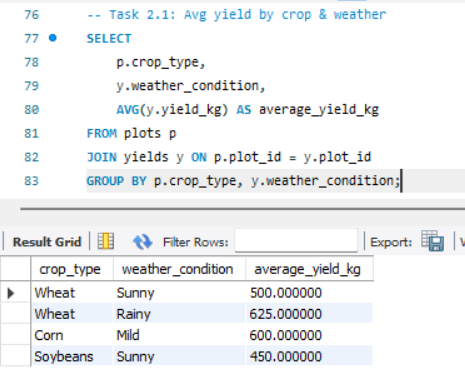 76 -- Task 2.1: Avg yield by crop & weather
77 SELECT
78 p.crop_type,
79 y.weather_condition,
80 AVG(y.yield_kg) AS average_yield_kg
81 FROM plots p
82 JOIN yields y ON p.plot_id = y.plot_id
83 GROUP BY p.crop_type, y.weather_condition;
Result Grid Filter Rows: Export:
crop_type weather_condition average_yield_kg
Wheat Sunny 500.000000
Wheat Rainy 625.000000
Corn Mild 600.000000
Soybeans Sunny 450.000000